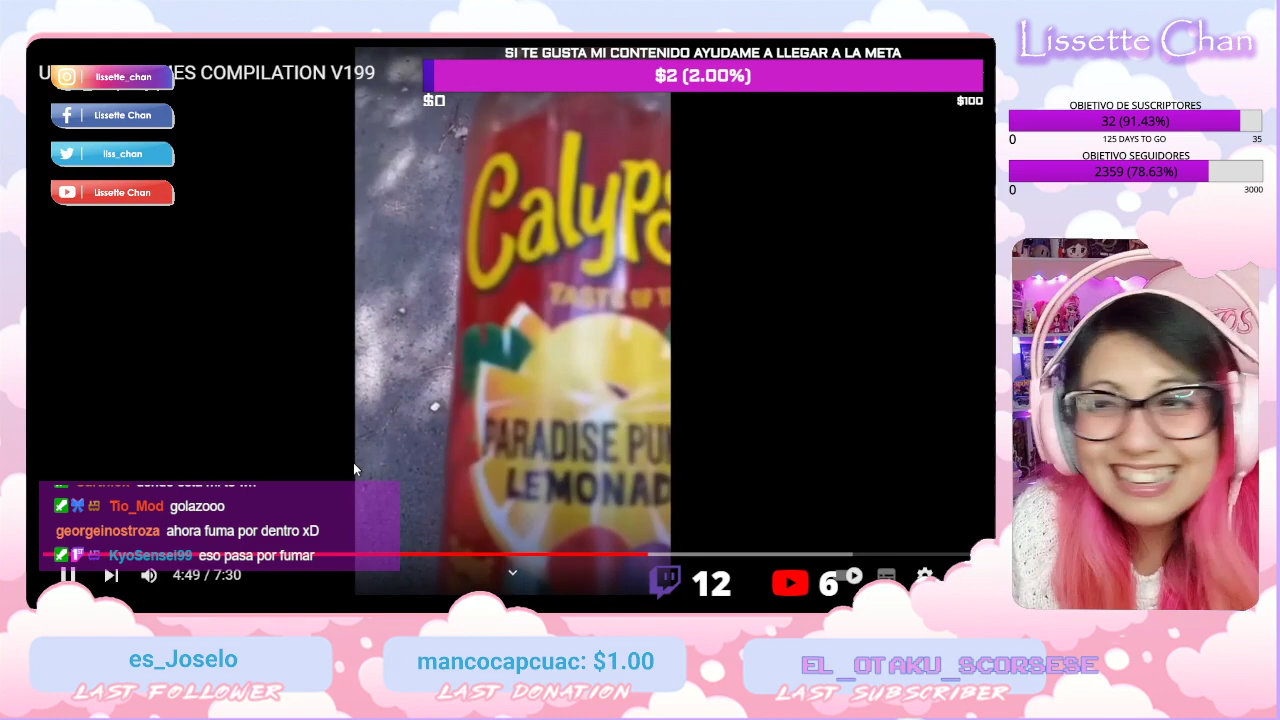 Lissette Chan
SI TE GUSTA MI CONTENIDO AYUDAME A LLEGAR A LA META
$2 (2.00%)
$0
$100
ES COMPILATION V199
lissette_chan
Lissette Chan
liss_chan
Lissette Chan
OBJETIVO DE SUSCRIPTORES
32 (91.43%)
0
125 DAYS TO GO
35
OBJETIVO SEGUIDORES
2359 (78.63%)
0
3000
Calyp
TASTE OF T
PARADISE PU
LEMONAD
Tio_Mod golazooo
georgeinostroza ahora fuma por dentro xD
KyoSensei99 eso pasa por fumar
4:49 / 7:30
12
6
es_Joselo
LAST FOLLOWER
mancocapcuac: $1.00
LAST DONATION
EL_OTAKU_SCORSESE
LAST SUBSCRIBER